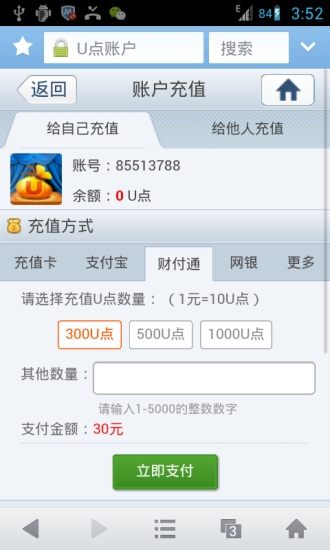 E 84 3:52
U点账户 搜索
返回 账户充值
给自己充值 给他人充值
账号：85513788
U 余额：0 U点
充值方式
充值卡 支付宝 财付通 网银 更多
请选择充值U点数量：（1元=10U点）
300U点 500U点 1000U点
其他数量：
请输入1-5000的整数数字
支付金额：30元
立即支付
3